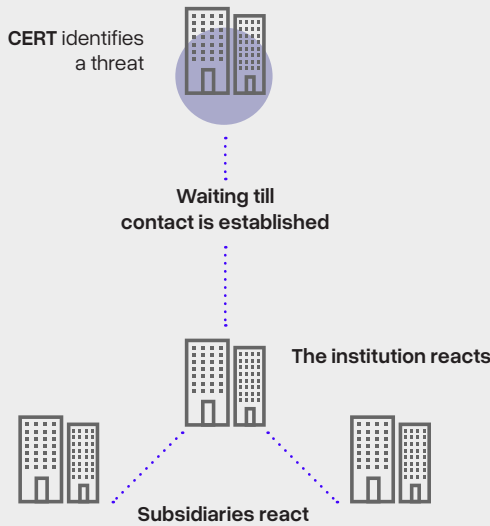 CERT identifies
a threat
Waiting till
contact is established
The institution reacts
Subsidiaries react